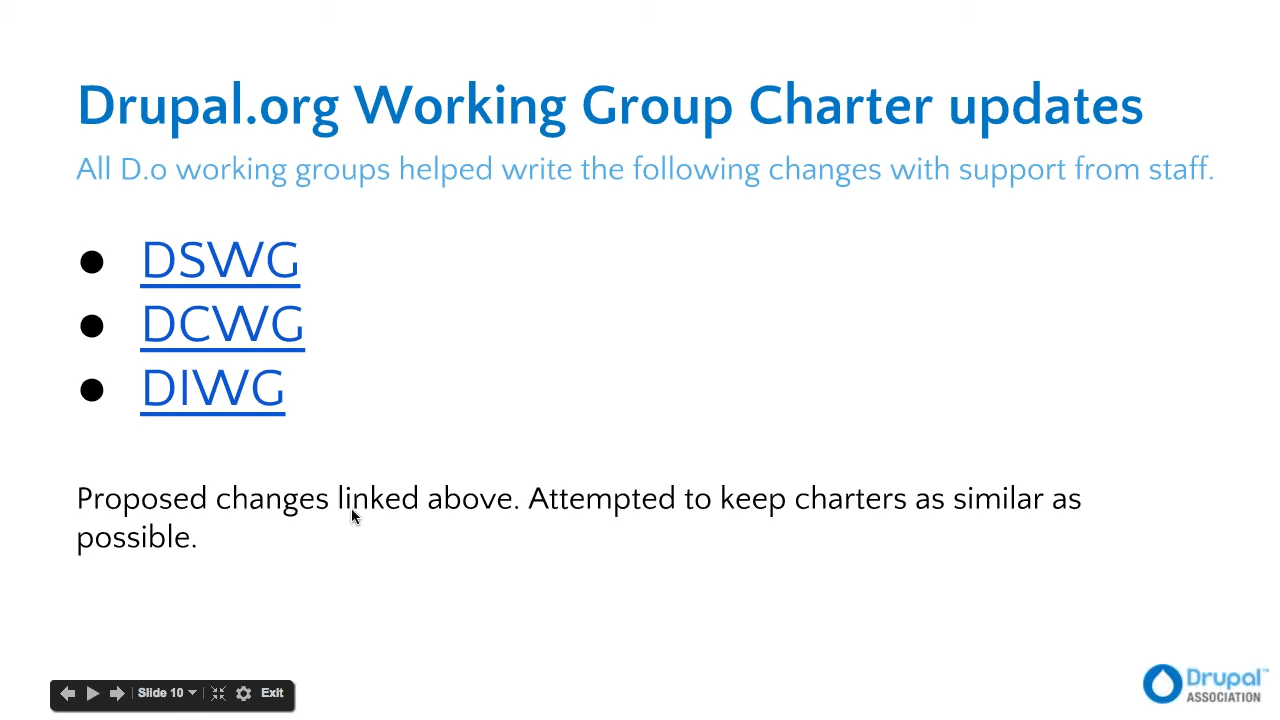 Drupal.org Working Group Charter updates
All D.o working groups helped write the following changes with support from staff.
● DSWG
● DCWG
● DIWG
Proposed changes linked above. Attempted to keep charters as similar as
possible.
Slide 10
Exit
Drupal™
ASSOCIATION